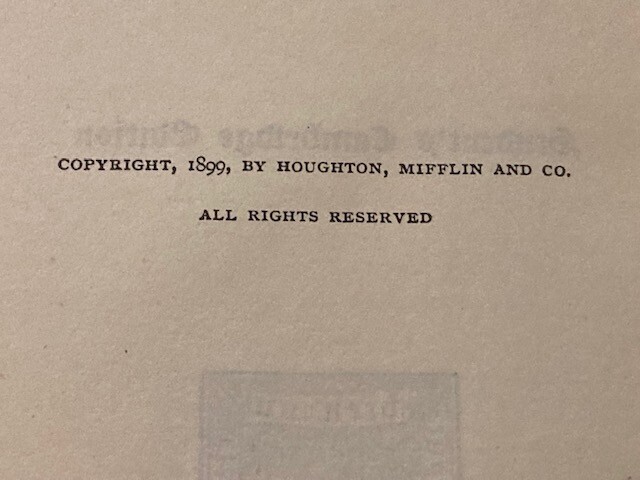 COPYRIGHT, 1899, BY HOUGHTON, MIFFLIN AND CO.
ALL RIGHTS RESERVED